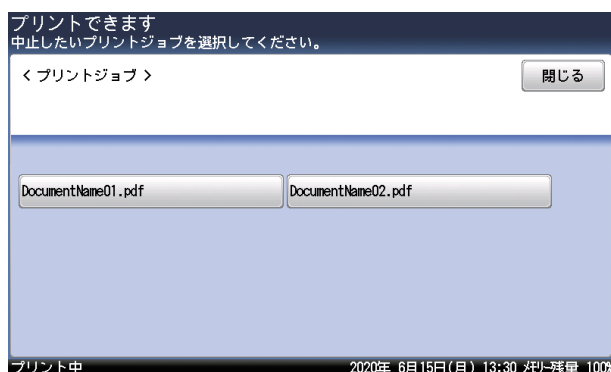 プリントできます
中止したいプリントジョブを選択してください。
< プリントジョブ >
閉じる
DocumentName01.pdf
DocumentName02.pdf
プリント中
2020年 6月15日(月) 13:30 ﾒﾓﾘｰ残量 100%